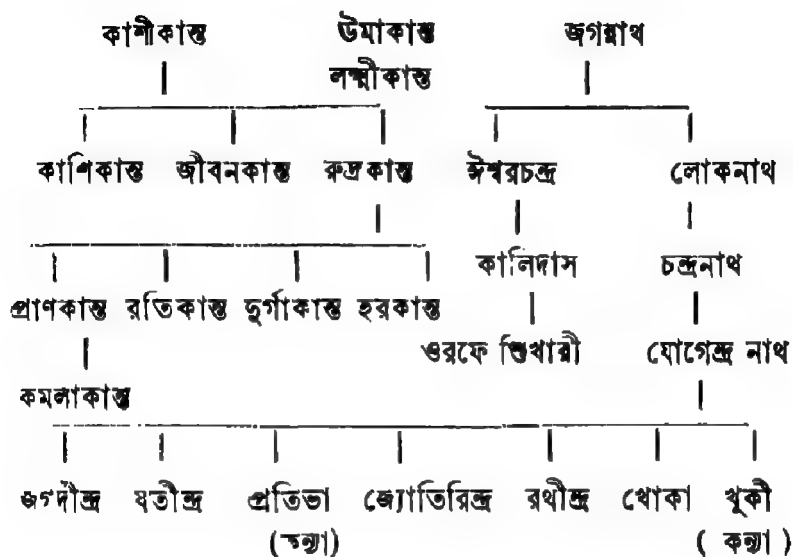 কাশীকান্ত উমাকান্ত জগন্নাথ
লক্ষ্মীকান্ত
কাশিকান্ত জীবনকান্ত রুদ্রকান্ত ঈশ্বরচন্দ্র লোকনাথ
কালিদাস চন্দ্রনাথ
প্রাণকান্ত রতিকান্ত দুর্গাকান্ত হরকান্ত
ওরফে ভিখারী যোগেন্দ্র নাথ
কমলাকান্ত
জগদীন্দ্র যতীন্দ্র প্রতিভা জ্যোতিরিন্দ্র রথীন্দ্র খোকা খুকী
(কন্যা) ( কন্যা )